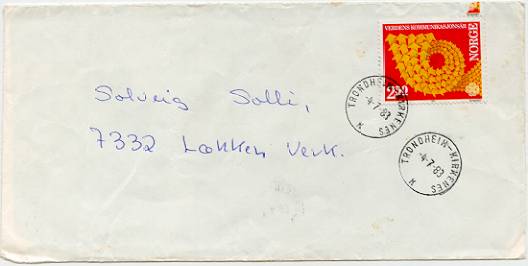 VERDENS KOMMUNIKASJONSÅR
NORGE
2.50
TRONDHEIM-KIRKENES
4-7-83
K
Solveig Solli,
7332 Løkken Verk.
TRONDHEIM-KIRKENES
4-7-83
K